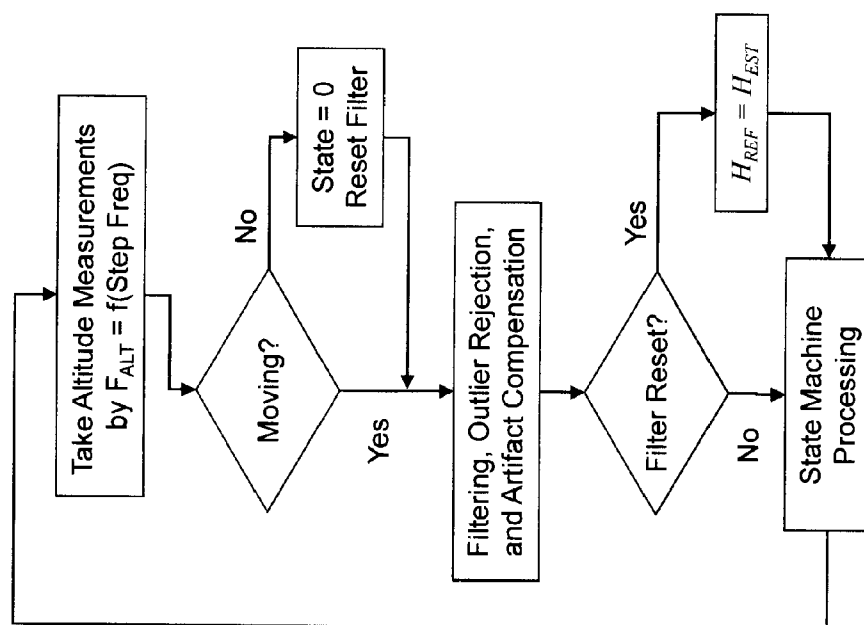 Take Altitude Measurements
by F_ALT = f(Step Freq)
Moving?
No
State = 0
Reset Filter
Yes
Filtering, Outlier Rejection,
and Artifact Compensation
Filter Reset?
Yes
H_REF = H_EST
No
State Machine
Processing